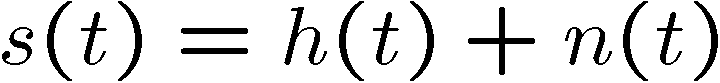 s(t) = h(t) + n(t)